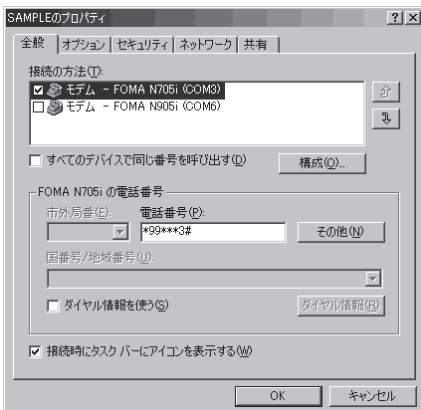 SAMPLEのプロパティ
全般 オプション セキュリティ ネットワーク 共有
接続の方法(T):
モデム - FOMA N705i (COM3)
モデム - FOMA N905i (COM6)
すべてのデバイスで同じ番号を呼び出す(D)
構成(O)...
FOMA N705i の電話番号
市外局番(E): 電話番号(P):
*99***3# その他(N)
国番号/地域番号(U):
ダイヤル情報を使う(S) ダイヤル情報(R)
接続時にタスク バーにアイコンを表示する(W)
OK キャンセル